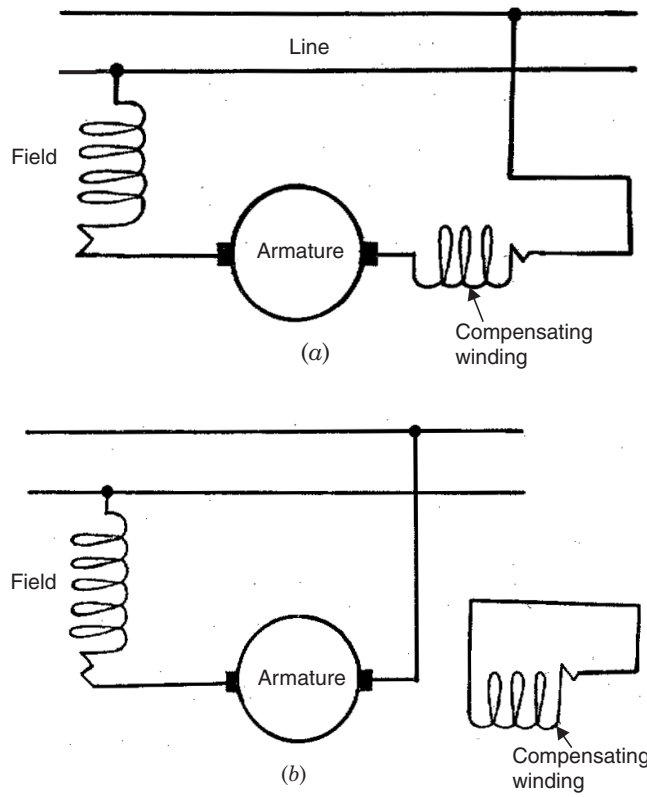 Line
Field
Armature
Compensating
winding
(a)
Field
Armature
Compensating
winding
(b)